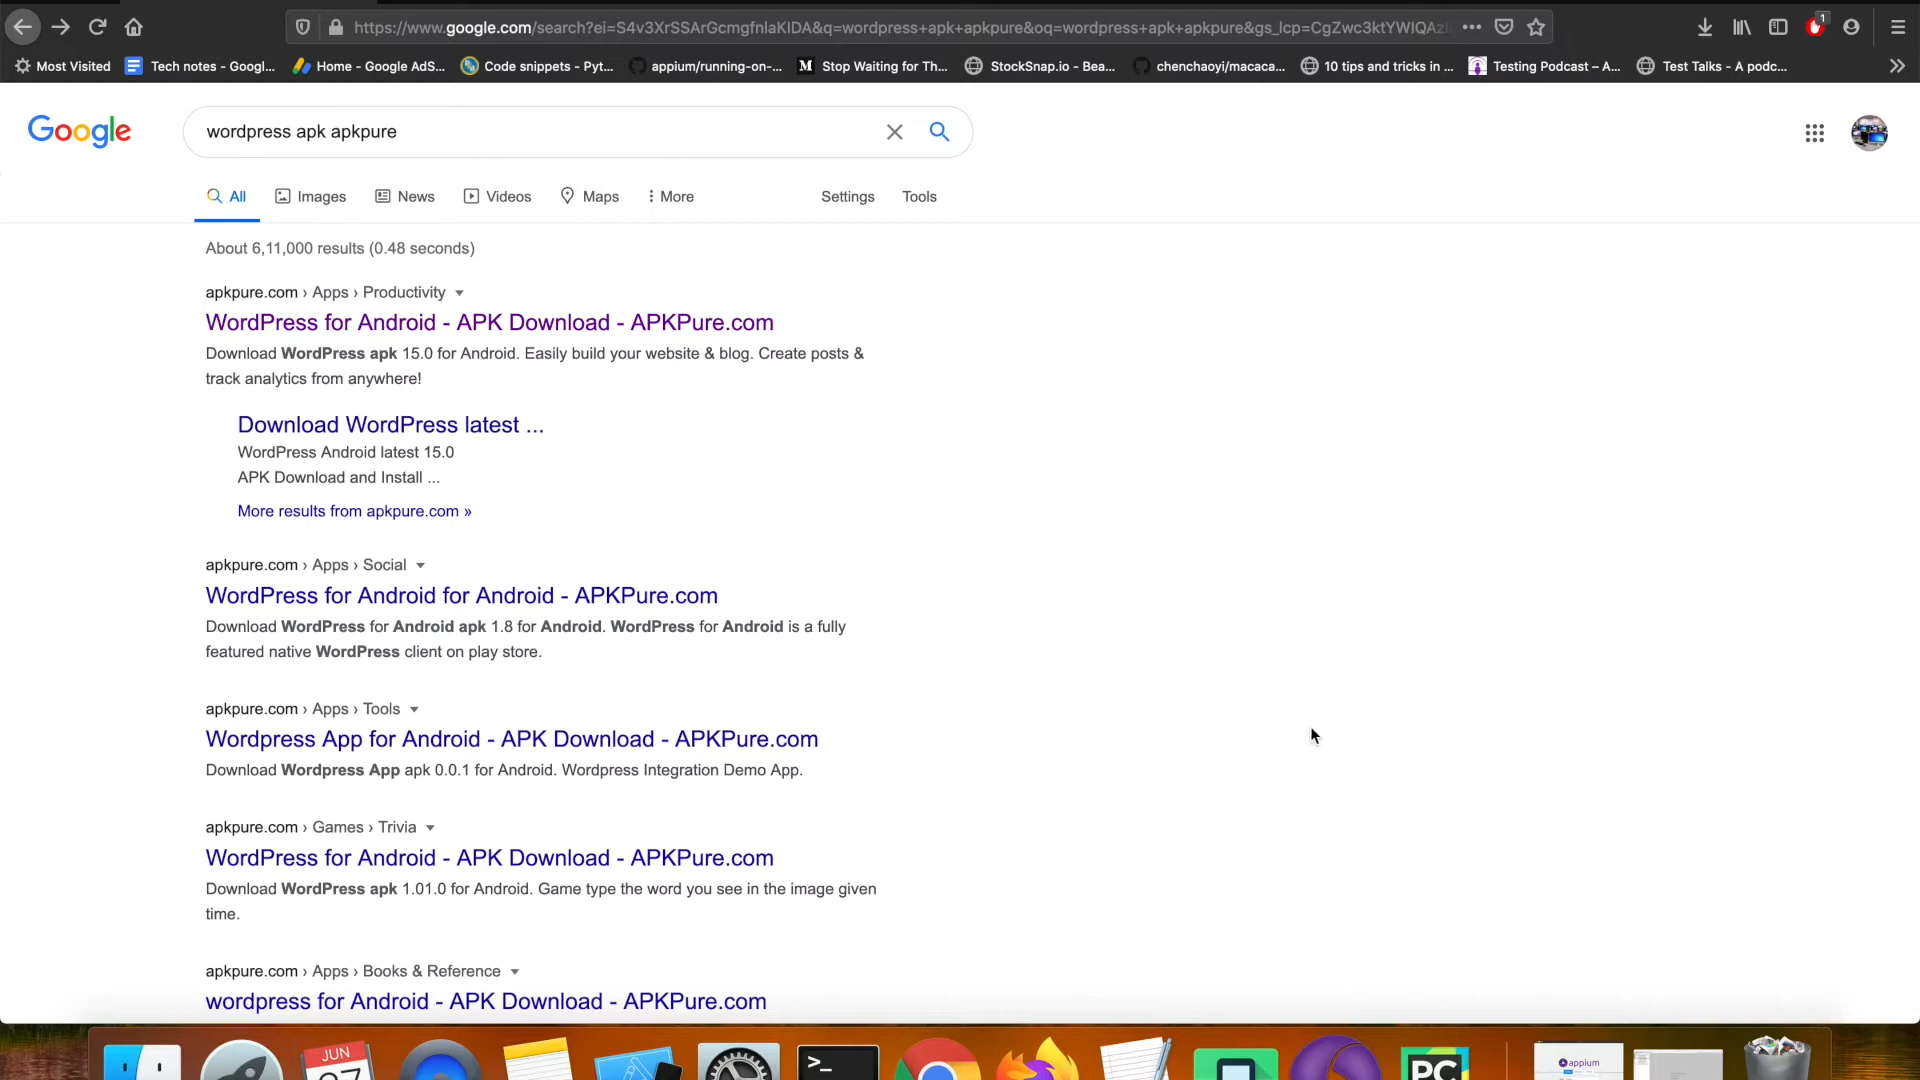 https://www.google.com/search?ei=S4v3XrSSArGcmgfnlaKIDA&q=wordpress+apk+apkpure&oq=wordpress+apk+apkpure&gs_lcp=CgZwc3ktYWIQAz
1
Most Visited Tech notes - Googl... Home - Google AdS... Code snippets - Pyt... appium/running-on-... Stop Waiting for Th... StockSnap.io - Bea... chenchaoyi/macaca... 10 tips and tricks in ... Testing Podcast – A... Test Talks - A podc...
Google
wordpress apk apkpure
All Images News Videos Maps More Settings Tools
About 6,11,000 results (0.48 seconds)
apkpure.com › Apps › Productivity
WordPress for Android - APK Download - APKPure.com
Download WordPress apk 15.0 for Android. Easily build your website & blog. Create posts &
track analytics from anywhere!
Download WordPress latest ...
WordPress Android latest 15.0
APK Download and Install ...
More results from apkpure.com »
apkpure.com › Apps › Social
WordPress for Android for Android - APKPure.com
Download WordPress for Android apk 1.8 for Android. WordPress for Android is a fully
featured native WordPress client on play store.
apkpure.com › Apps › Tools
Wordpress App for Android - APK Download - APKPure.com
Download Wordpress App apk 0.0.1 for Android. Wordpress Integration Demo App.
apkpure.com › Games › Trivia
WordPress for Android - APK Download - APKPure.com
Download WordPress apk 1.01.0 for Android. Game type the word you see in the image given
time.
apkpure.com › Apps › Books & Reference
wordpress for Android - APK Download - APKPure.com
JUN
27
>_
PC
appium